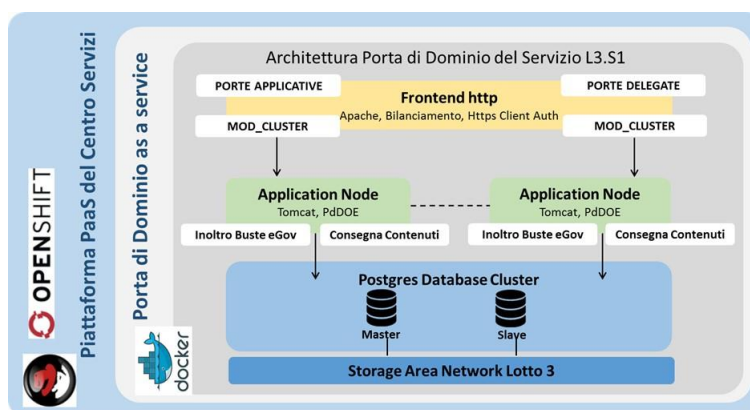 Piattaforma PaaS del Centro Servizi
OPENSHIFT
Porta di Dominio as a service
docker
Architettura Porta di Dominio del Servizio L3.S1
PORTE APPLICATIVE
PORTE DELEGATE
Frontend http
Apache, Bilanciamento, Https Client Auth
MOD_CLUSTER
MOD_CLUSTER
Application Node
Tomcat, PdDOE
Application Node
Tomcat, PdDOE
Inoltro Buste eGov
Consegna Contenuti
Inoltro Buste eGov
Consegna Contenuti
Postgres Database Cluster
Master
Slave
Storage Area Network Lotto 3